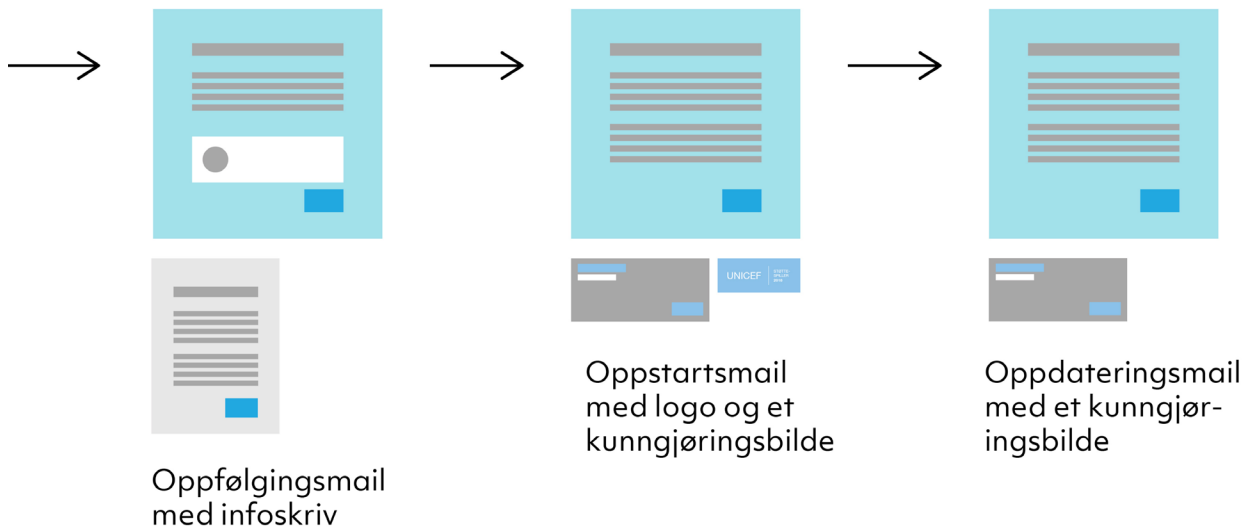 UNICEF
Oppstartsmail
med logo og et
kunngjøringsbilde
Oppdateringsmail
med et kunngjør-
ingsbilde
Oppfølgingsmail
med infoskriv